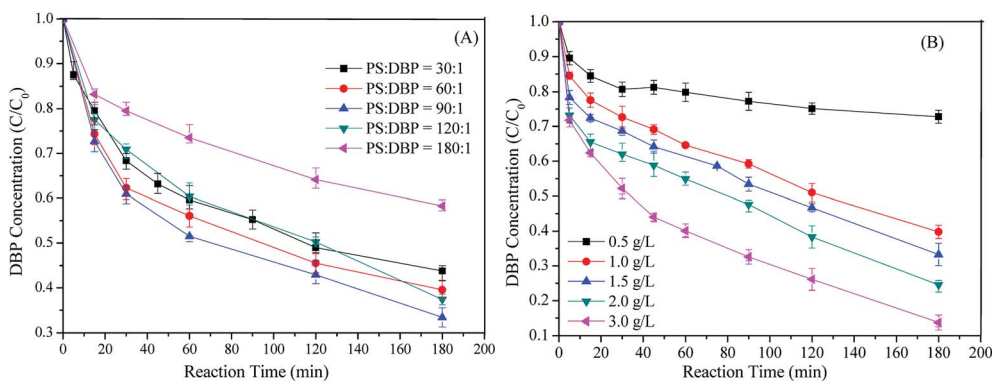 (A)
PS:DBP = 30:1
PS:DBP = 60:1
PS:DBP = 90:1
PS:DBP = 120:1
PS:DBP = 180:1
DBP Concentration (C/C₀)
1.0
0.9
0.8
0.7
0.6
0.5
0.4
0.3
0 20 40 60 80 100 120 140 160 180 200
Reaction Time (min)
(B)
DBP Concentration (C/C₀)
1.0
0.9
0.8
0.7
0.6
0.5
0.4
0.3
0.2
0.1
0.5 g/L
1.0 g/L
1.5 g/L
2.0 g/L
3.0 g/L
0 20 40 60 80 100 120 140 160 180 200
Reaction Time (min)